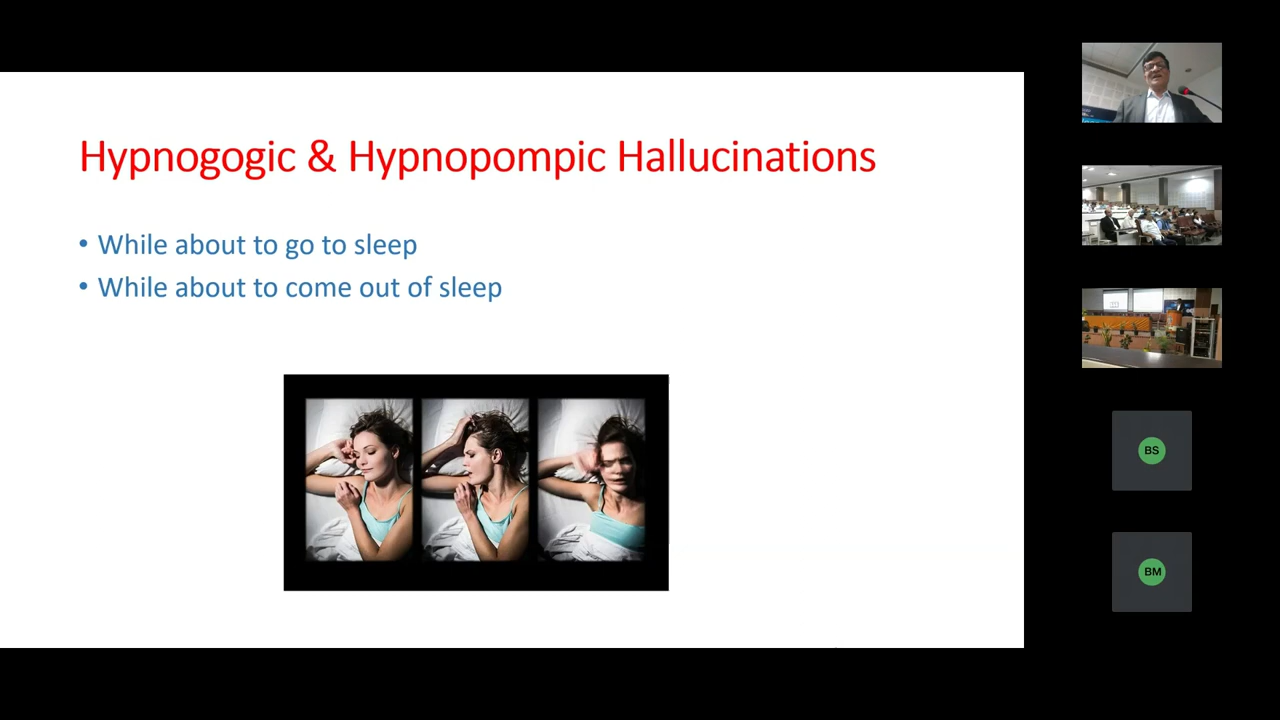 Hypnogogic & Hypnopompic Hallucinations
• While about to go to sleep
• While about to come out of sleep
BS
BM